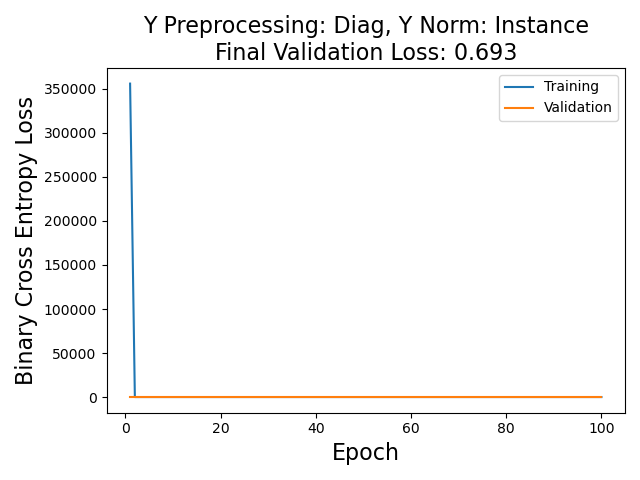 Y Preprocessing: Diag, Y Norm: Instance
Final Validation Loss: 0.693
Training
Validation
Binary Cross Entropy Loss
350000
300000
250000
200000
150000
100000
50000
0
0 20 40 60 80 100
Epoch